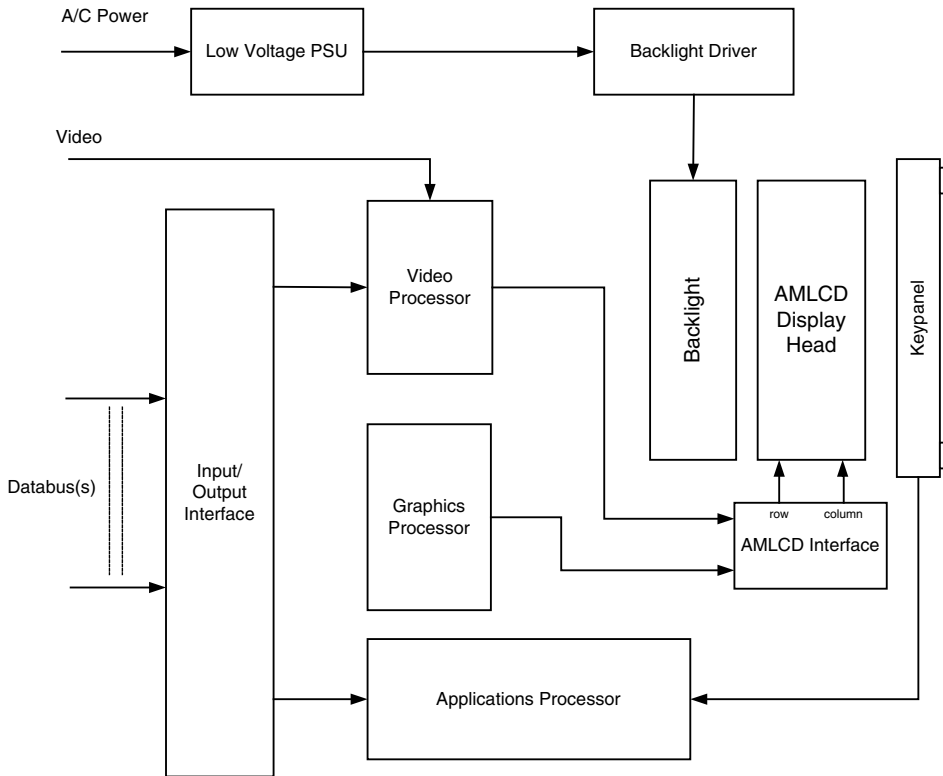 A/C Power
Low Voltage PSU
Backlight Driver
Video
Video
Processor
Backlight
AMLCD
Display
Head
Keypanel
Databus(s)
Input/
Output
Interface
Graphics
Processor
row
column
AMLCD Interface
Applications Processor